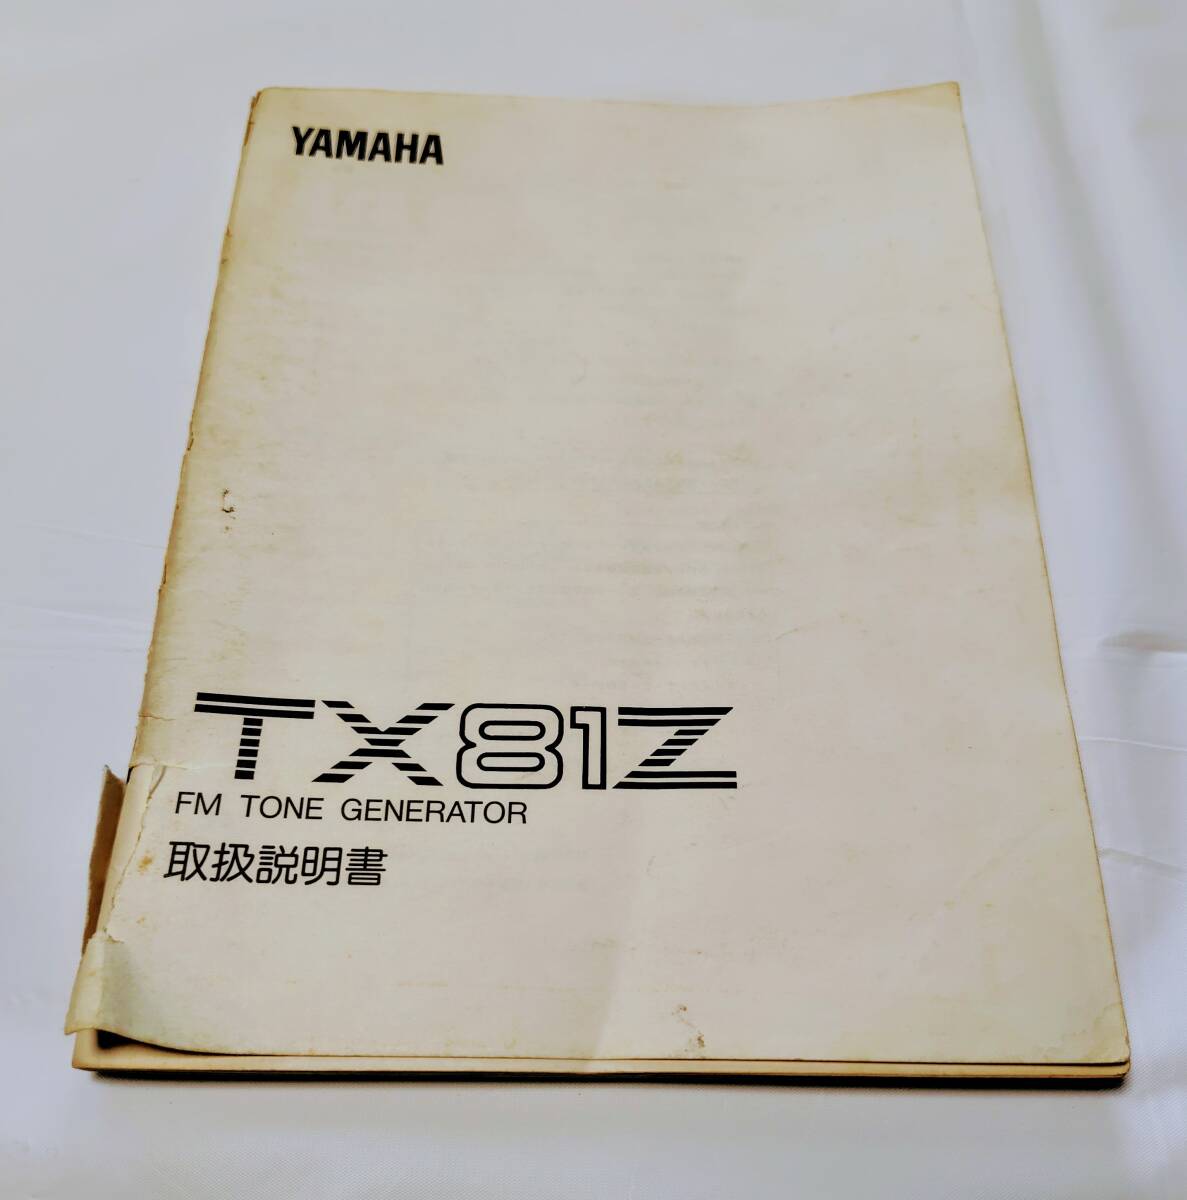 YAMAHA
TX81Z
FM TONE GENERATOR
取扱説明書